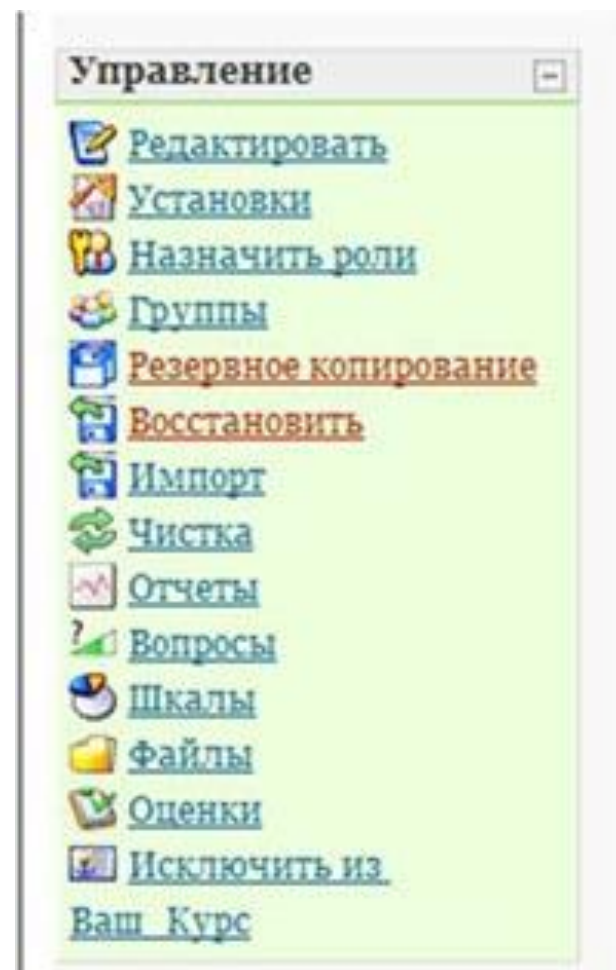 Управление
Редактировать
Установки
Назначить роли
Группы
Резервное копирование
Восстановить
Импорт
Чистка
Отчеты
Вопросы
Шкалы
Файлы
Оценки
Исключить из
Ваш_Курс